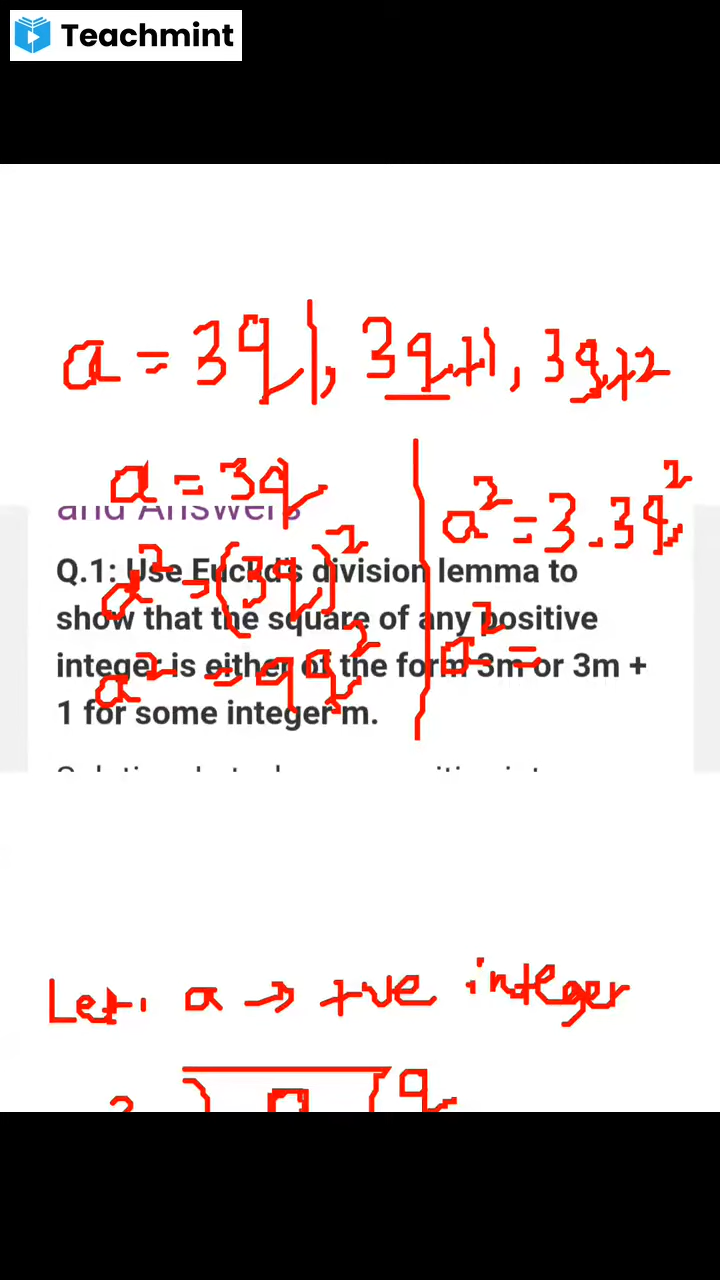 Teachmint
a = 3q, 3q+1, 3q+2
a = 3q
and Answers
a² = (3q)²
a² = 9q²
a² = 3.3q²
a² =
Q.1: Use Euclid's division lemma to
show that the square of any positive
integer is either of the form 3m or 3m +
1 for some integer m.
Let. a → +ve integer
3) a (q